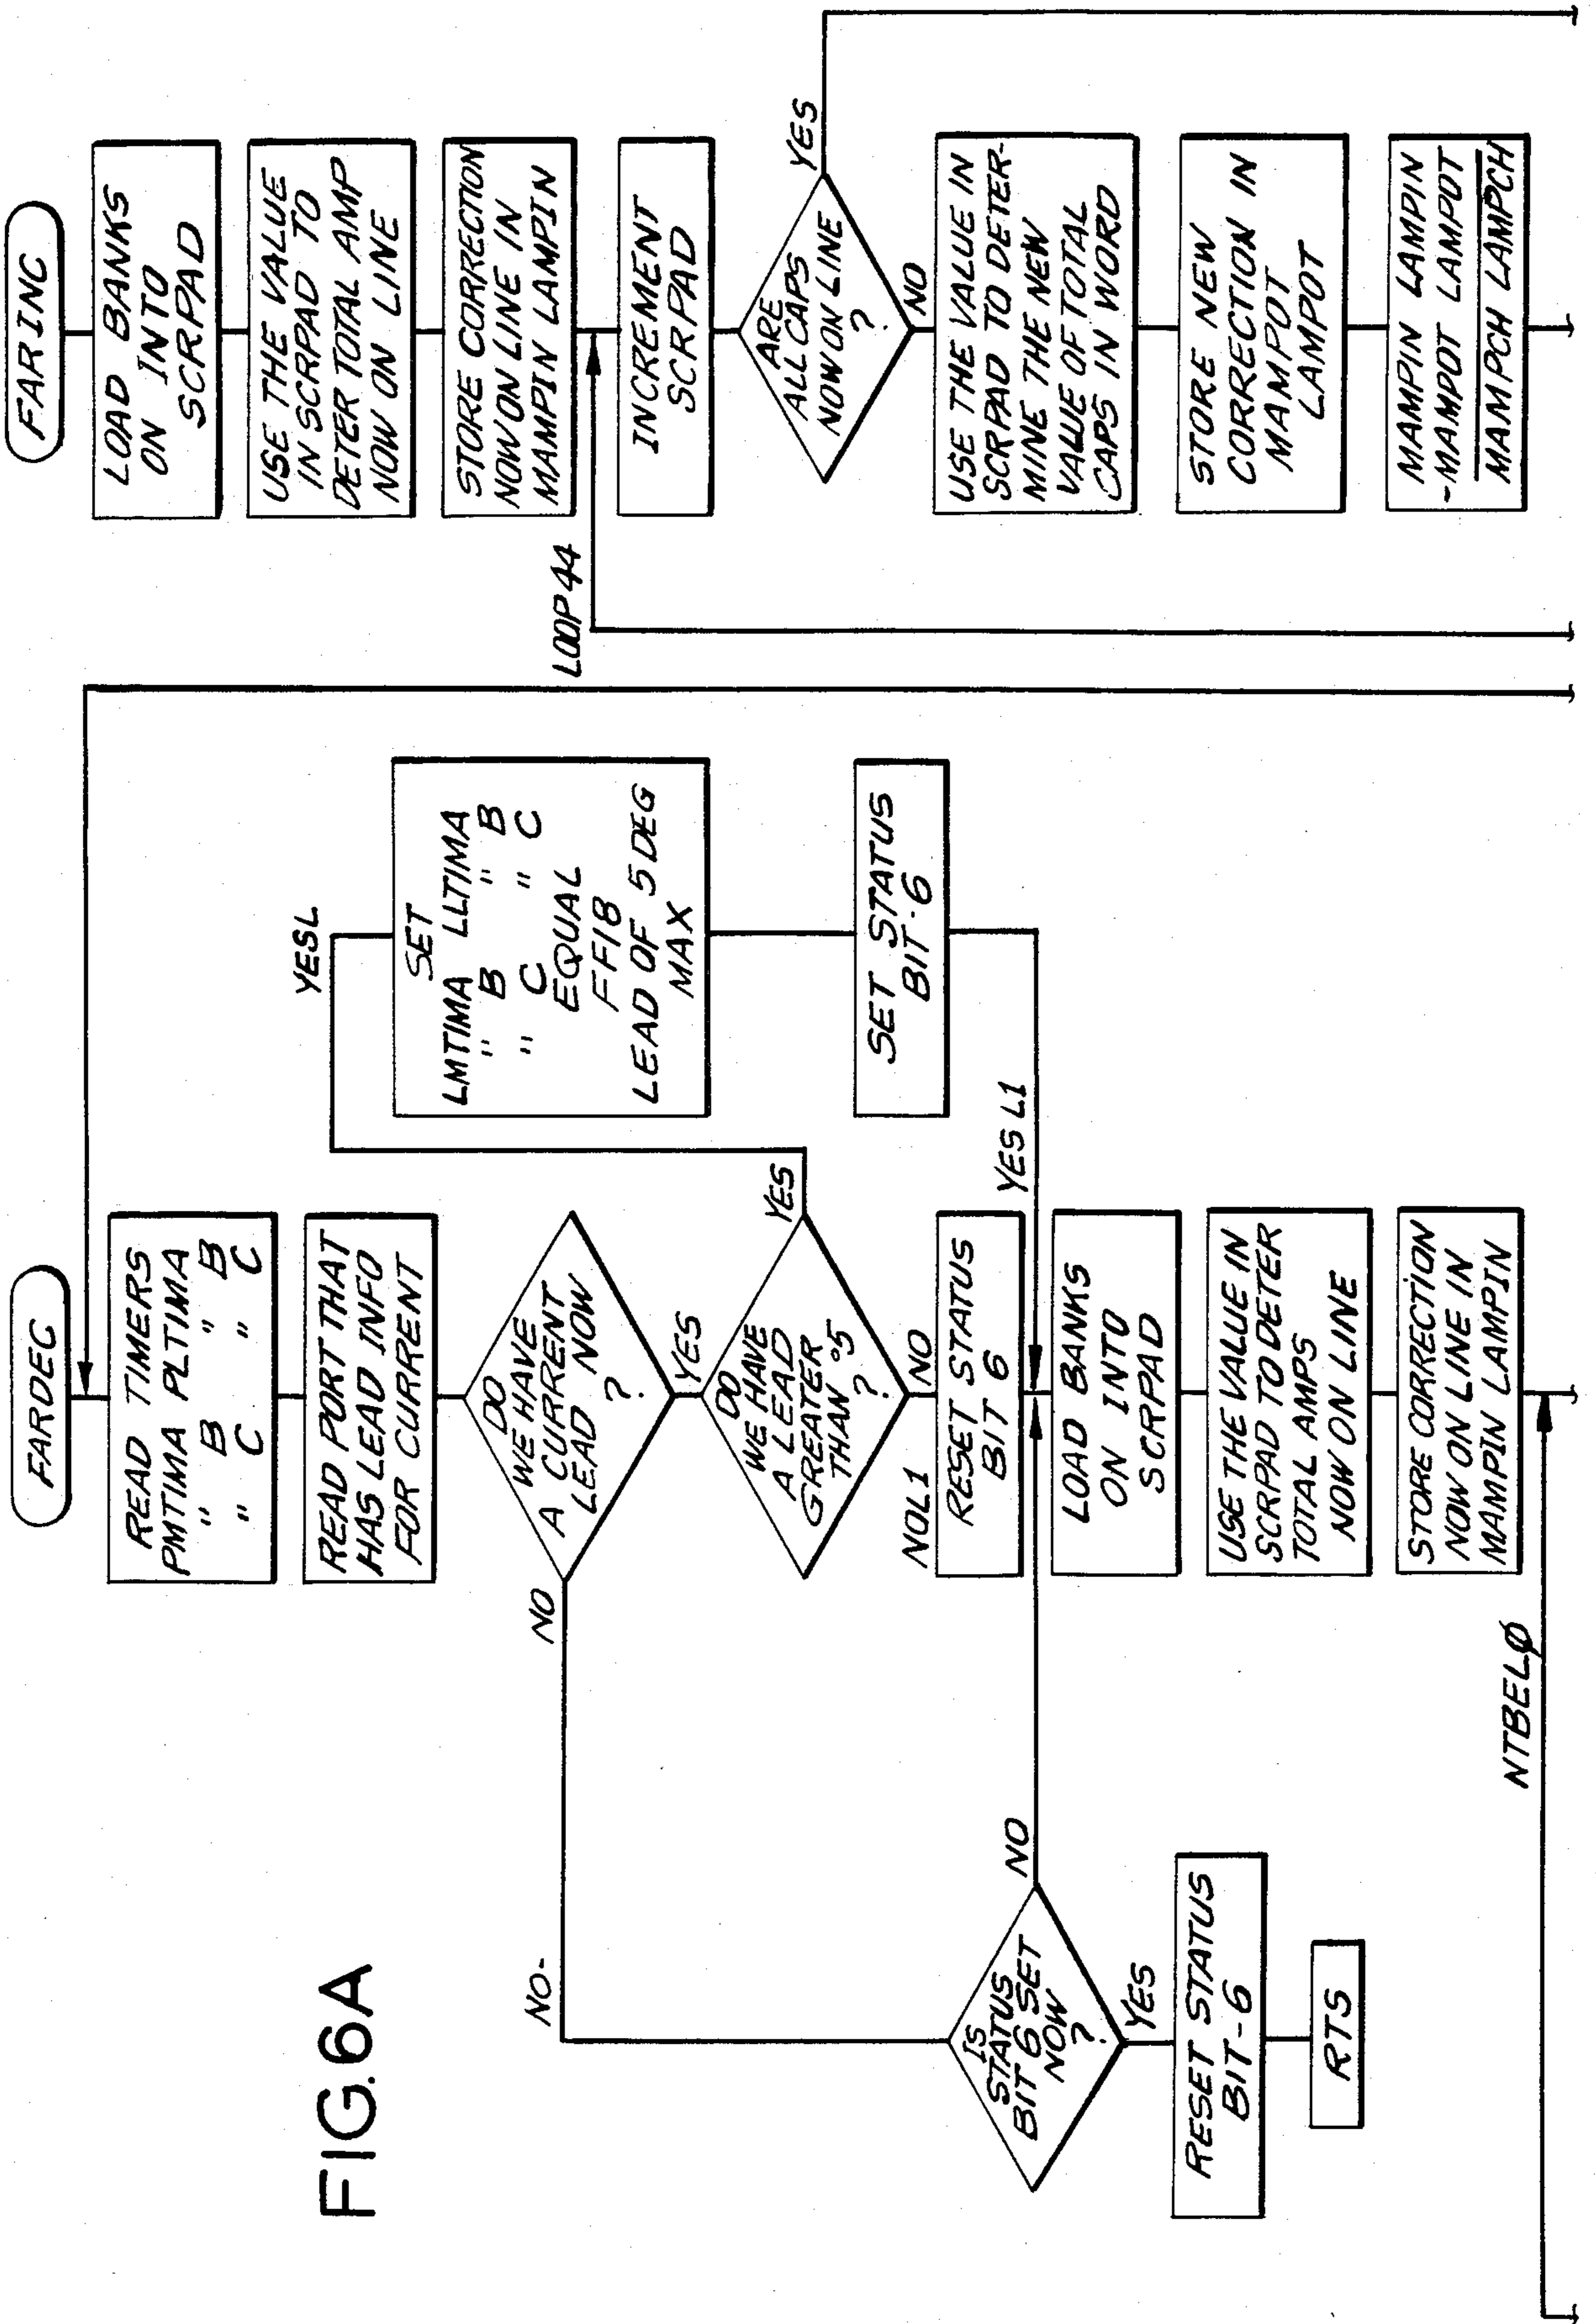 FIG.6A
FARDEC
READ TIMERS
PMTIMA PLTIMA
" B " B
" C " C
READ PORT THAT
HAS LEAD INFO
FOR CURRENT
DO
WE HAVE
A CURRENT
LEAD NOW
?
NO
NO-
YES
DO
WE HAVE
A LEAD
GREATER
THAN °5
?
YES
YESL
SET
LMTIMA LLTIMA
" B " B
" C " C
EQUAL
FF18
LEAD OF 5 DEG
MAX
SET STATUS
BIT-6
YES L1
NO
NOL1
RESET STATUS
BIT 6
IS
STATUS
BIT 6 SET
NOW
?
NO
YES
RESET STATUS
BIT-6
RTS
LOAD BANKS
ON INTO
SCRPAD
USE THE VALUE IN
SCRPAD TO DETER
TOTAL AMPS
NOW ON LINE
STORE CORRECTION
NOW ON LINE IN
MAMPIN LAMPIN
NTBELØ
FARINC
LOAD BANKS
ON INTO
SCRPAD
USE THE VALUE
IN SCRPAD TO
DETER TOTAL AMP
NOW ON LINE
STORE CORRECTION
NOW ON LINE IN
MAMPIN LAMPIN
LOOP44
INCREMENT
SCRPAD
ARE
ALL CAPS
NOW ON LINE
?
YES
NO
USE THE VALUE IN
SCRPAD TO DETER-
MINE THE NEW
VALUE OF TOTAL
CAPS IN WORD
STORE NEW
CORRECTION IN
MAMPOT
LAMPOT
MAMPIN LAMPIN
-MAMPOT LAMPOT
MAMPCH LAMPCH